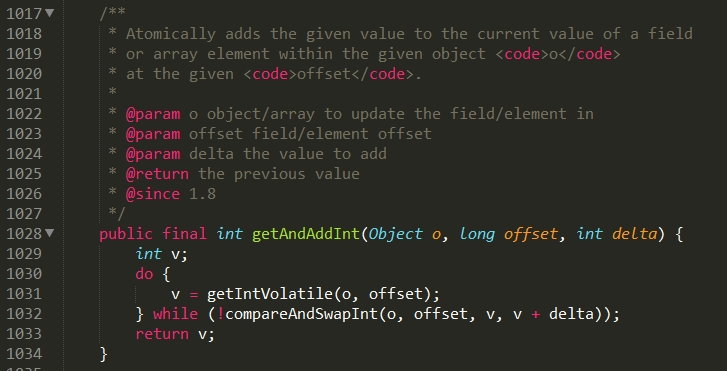 1017 /**
1018 * Atomically adds the given value to the current value of a field
1019 * or array element within the given object <code>o</code>
1020 * at the given <code>offset</code>.
1021 *
1022 * @param o object/array to update the field/element in
1023 * @param offset field/element offset
1024 * @param delta the value to add
1025 * @return the previous value
1026 * @since 1.8
1027 */
1028 public final int getAndAddInt(Object o, long offset, int delta) {
1029 int v;
1030 do {
1031 v = getIntVolatile(o, offset);
1032 } while (!compareAndSwapInt(o, offset, v, v + delta));
1033 return v;
1034 }